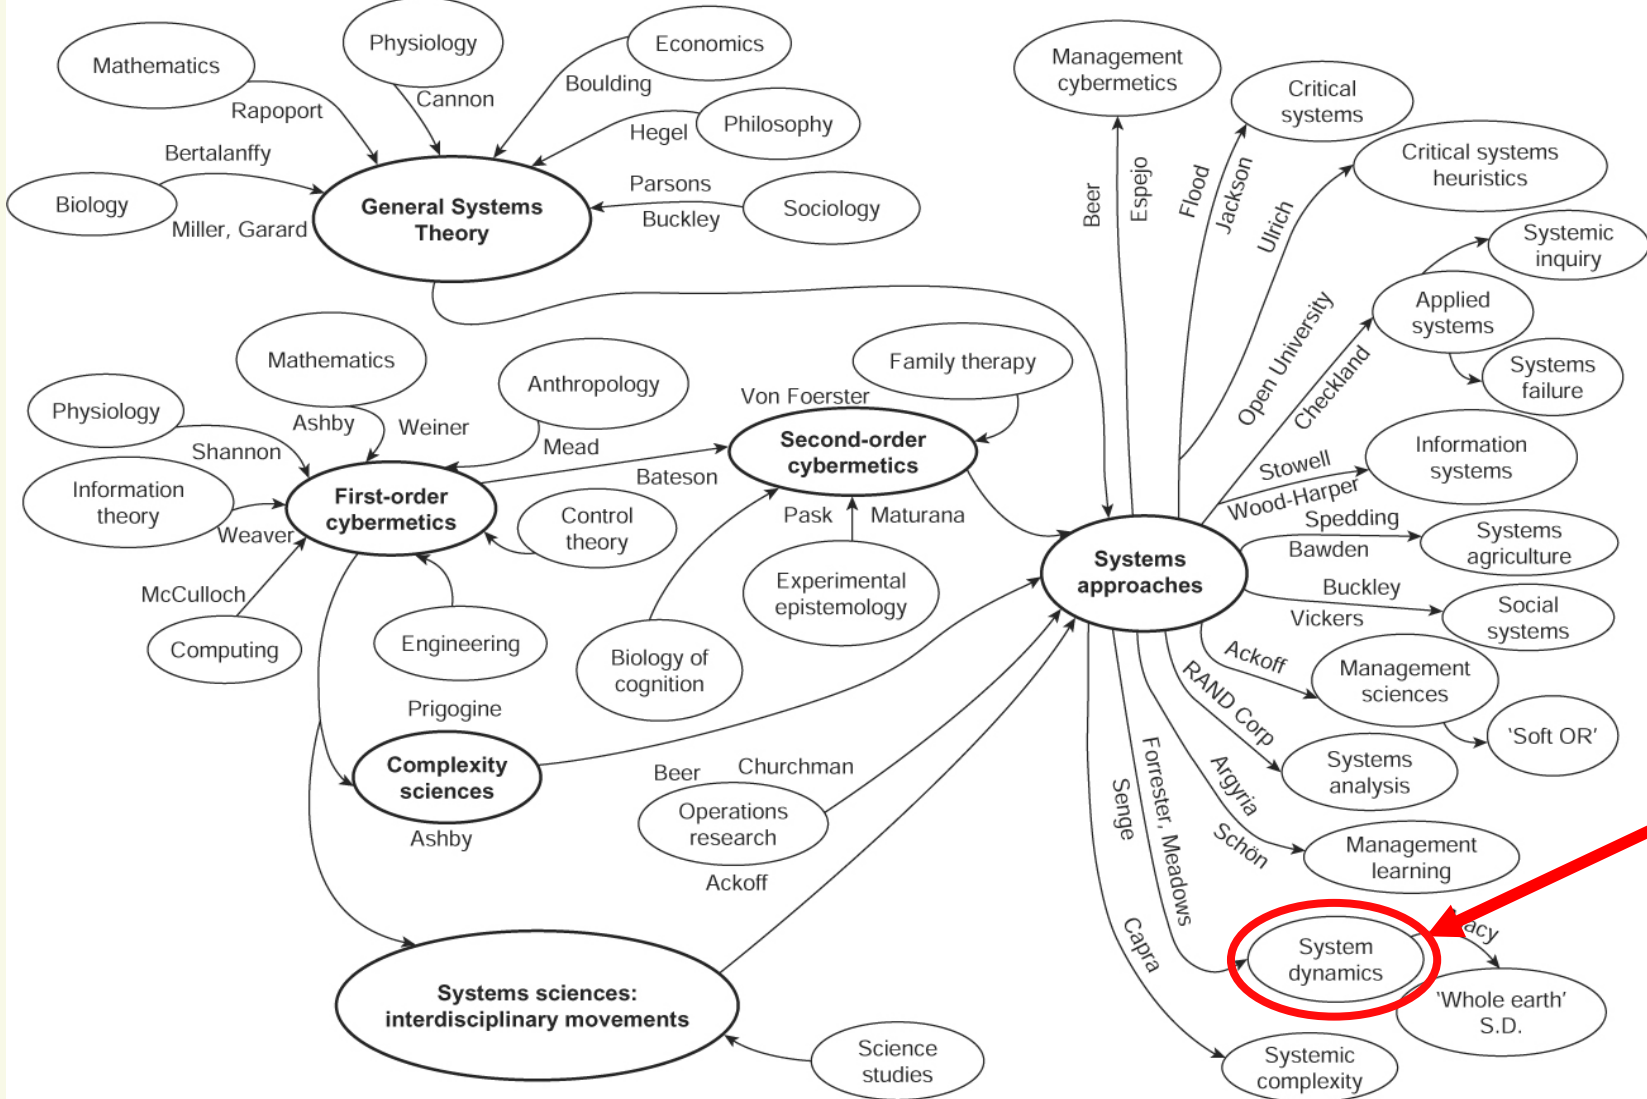 Mathematics
Physiology
Economics
Philosophy
Sociology
Biology
Rapoport
Cannon
Boulding
Hegel
Parsons
Buckley
Bertalanffy
Miller, Garard
General Systems
Theory
Mathematics
Physiology
Information
theory
Computing
Engineering
Control
theory
Anthropology
Ashby
Weiner
Shannon
Weaver
McCulloch
Mead
Bateson
First-order
cybermetics
Von Foerster
Family therapy
Second-order
cybermetics
Pask
Maturana
Experimental
epistemology
Biology of
cognition
Prigogine
Complexity
sciences
Ashby
Beer
Churchman
Operations
research
Ackoff
Systems sciences:
interdisciplinary movements
Science
studies
Systems
approaches
Management
cybermetics
Beer
Espejo
Critical
systems
Flood
Jackson
Critical systems
heuristics
Ulrich
Systemic
inquiry
Applied
systems
Open University
Checkland
Systems
failure
Information
systems
Stowell
Wood-Harper
Spedding
Bawden
Systems
agriculture
Buckley
Vickers
Social
systems
Ackoff
Management
sciences
'Soft OR'
RAND Corp
Systems
analysis
Argyria
Schön
Management
learning
Forrester, Meadows
System
dynamics
'Whole earth'
S.D.
Senge
Capra
Systemic
complexity